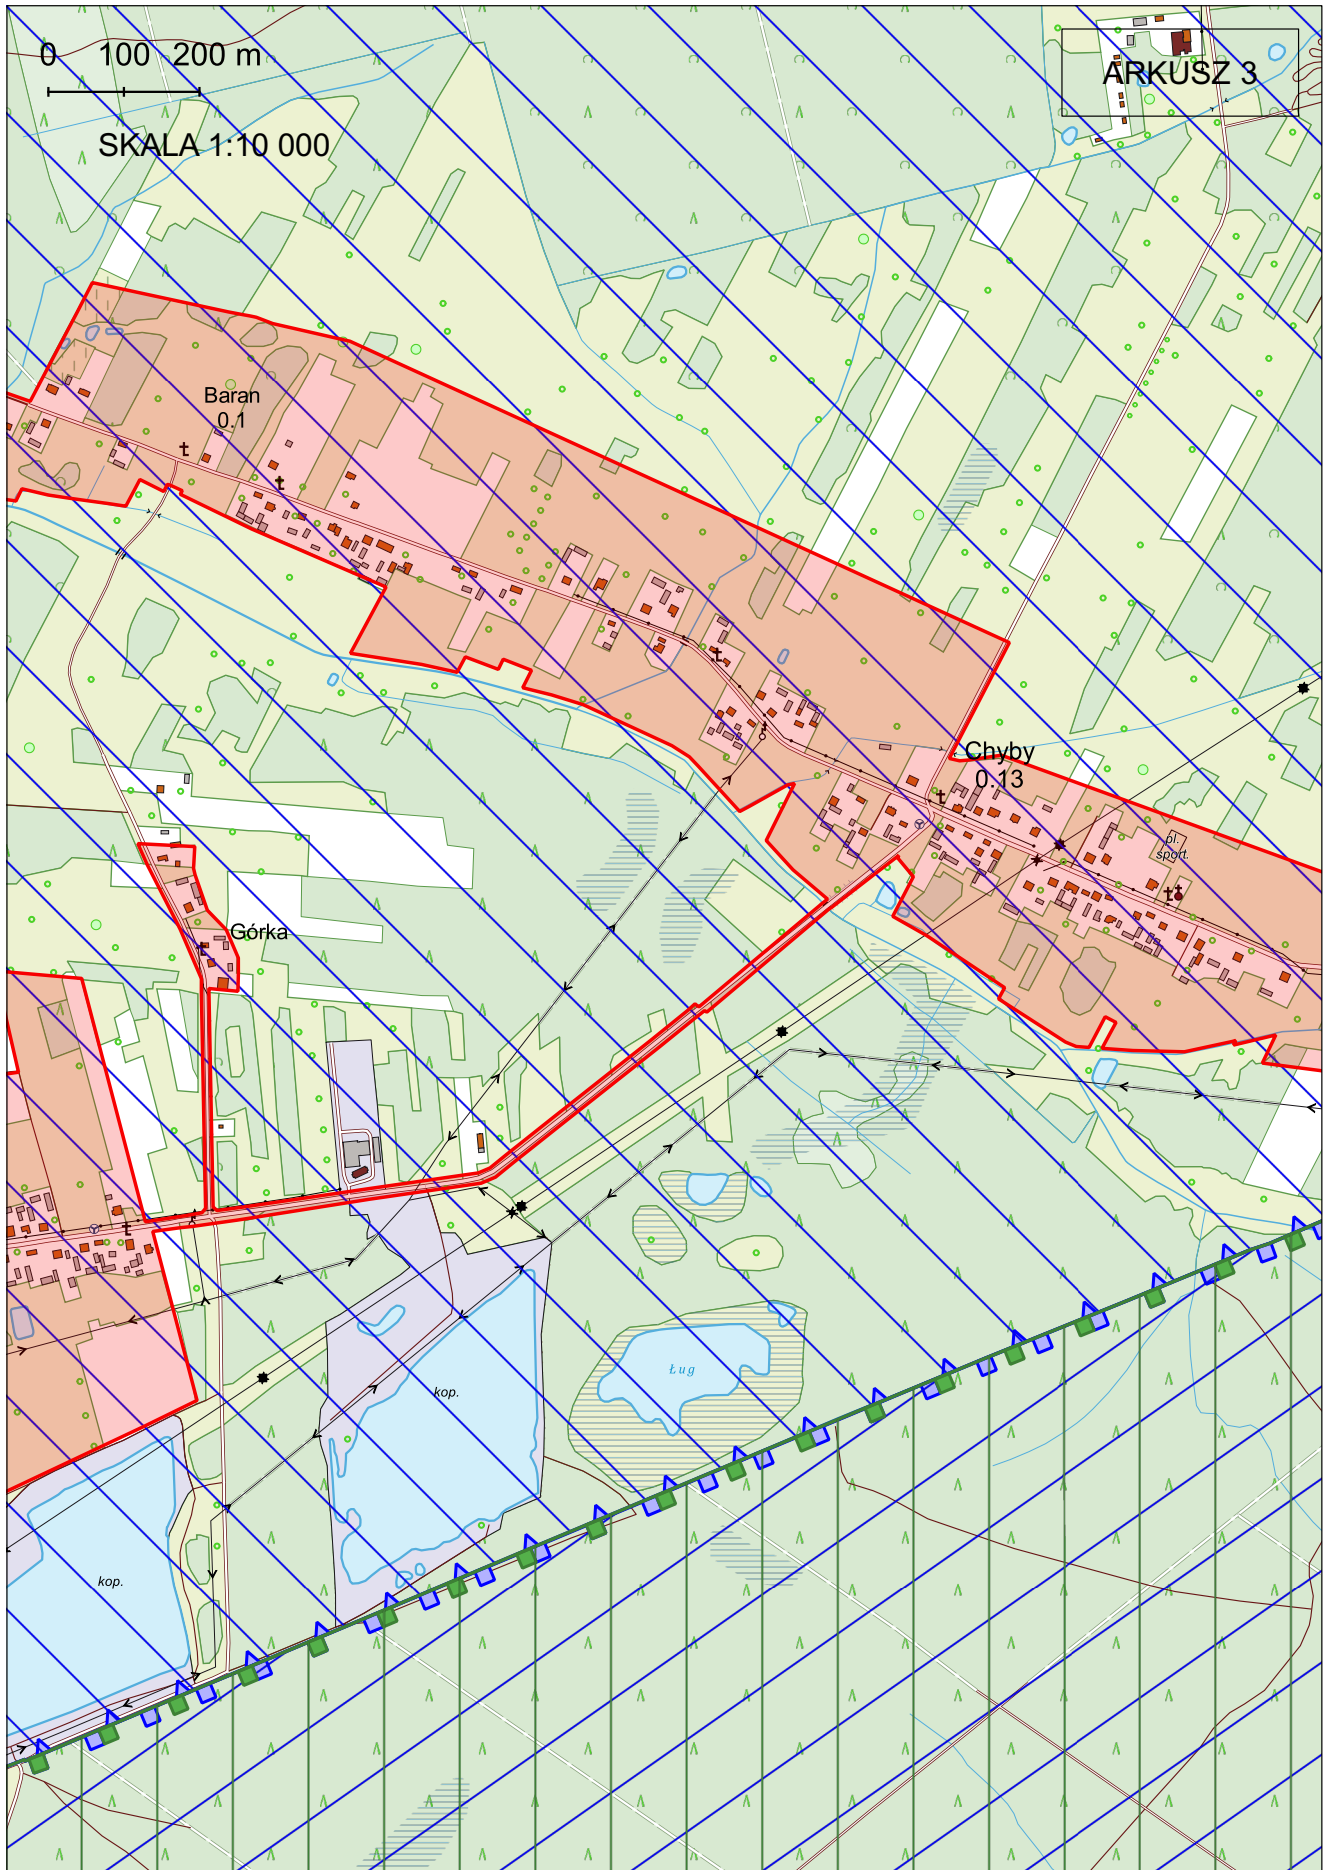 0 100 200 m
SKALA 1:10 000
ARKUSZ 3
Baran
0.1
Chyby
0.13
pl.
sport.
Górka
Ług
kop.
kop.